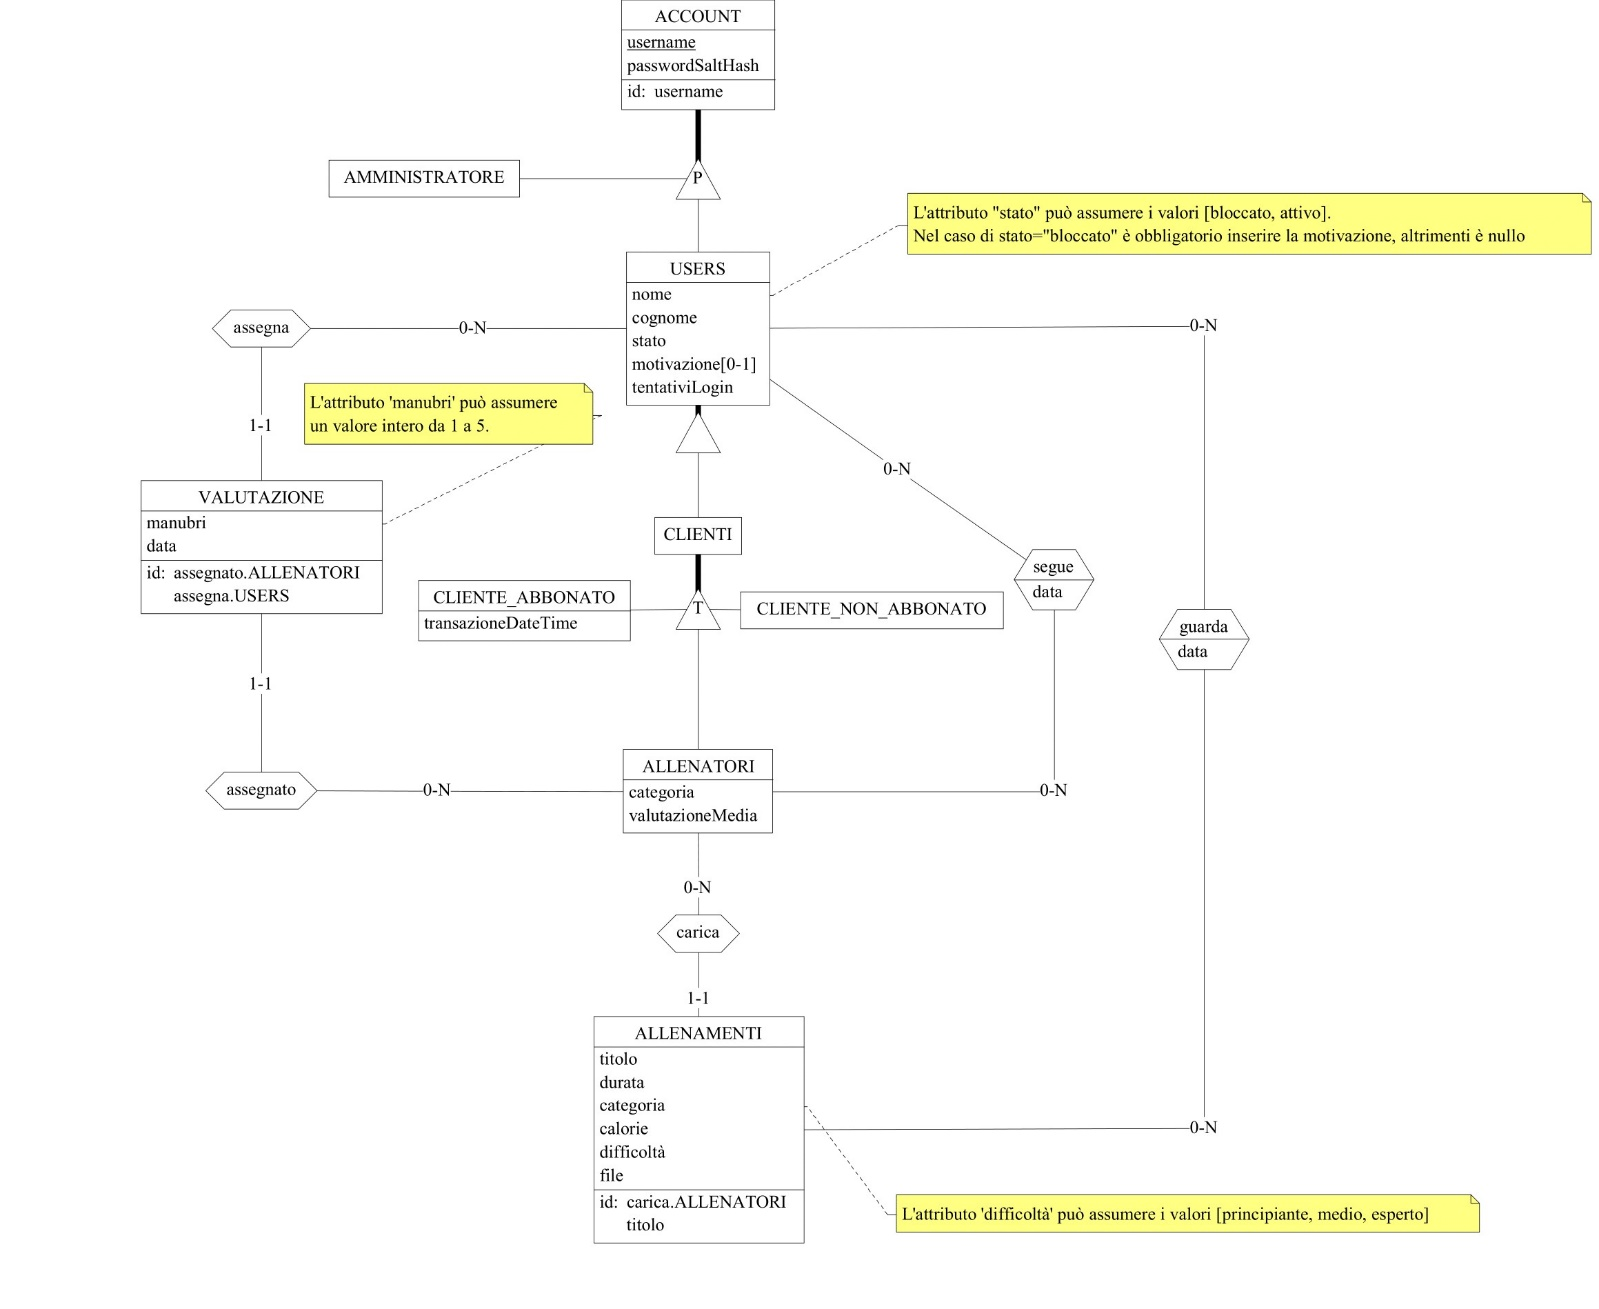 ACCOUNT
username
passwordSaltHash
id: username
AMMINISTRATORE
P
L'attributo "stato" può assumere i valori [bloccato, attivo].
Nel caso di stato="bloccato" è obbligatorio inserire la motivazione, altrimenti è nullo
USERS
nome
cognome
stato
motivazione[0-1]
tentativiLogin
assegna
0-N
0-N
L'attributo 'manubri' può assumere
un valore intero da 1 a 5.
1-1
0-N
VALUTAZIONE
manubri
data
id: assegnato.ALLENATORI
assegna.USERS
CLIENTI
segue
data
CLIENTE_ABBONATO
transazioneDateTime
T
CLIENTE_NON_ABBONATO
guarda
data
1-1
ALLENATORI
categoria
valutazioneMedia
assegnato
0-N
0-N
0-N
carica
1-1
ALLENAMENTI
titolo
durata
categoria
calorie
difficoltà
file
id: carica.ALLENATORI
titolo
0-N
L'attributo 'difficoltà' può assumere i valori [principiante, medio, esperto]